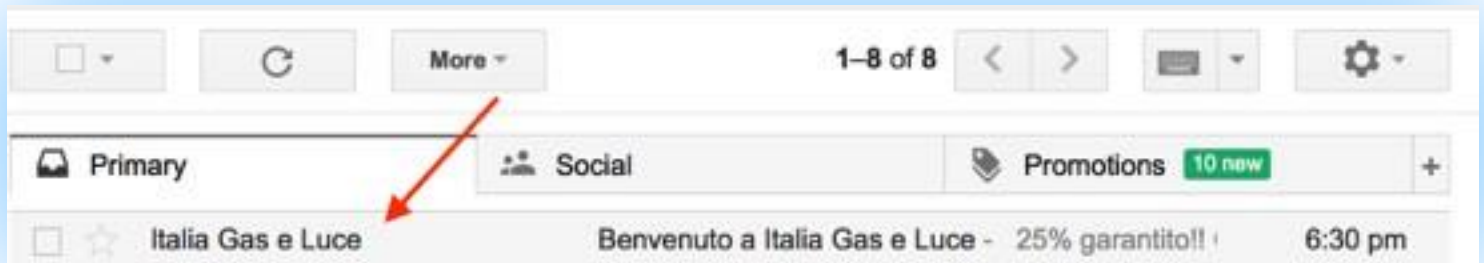 More 1–8 of 8
Primary Social Promotions 10 new +
Italia Gas e Luce Benvenuto a Italia Gas e Luce - 25% garantito!! 6:30 pm